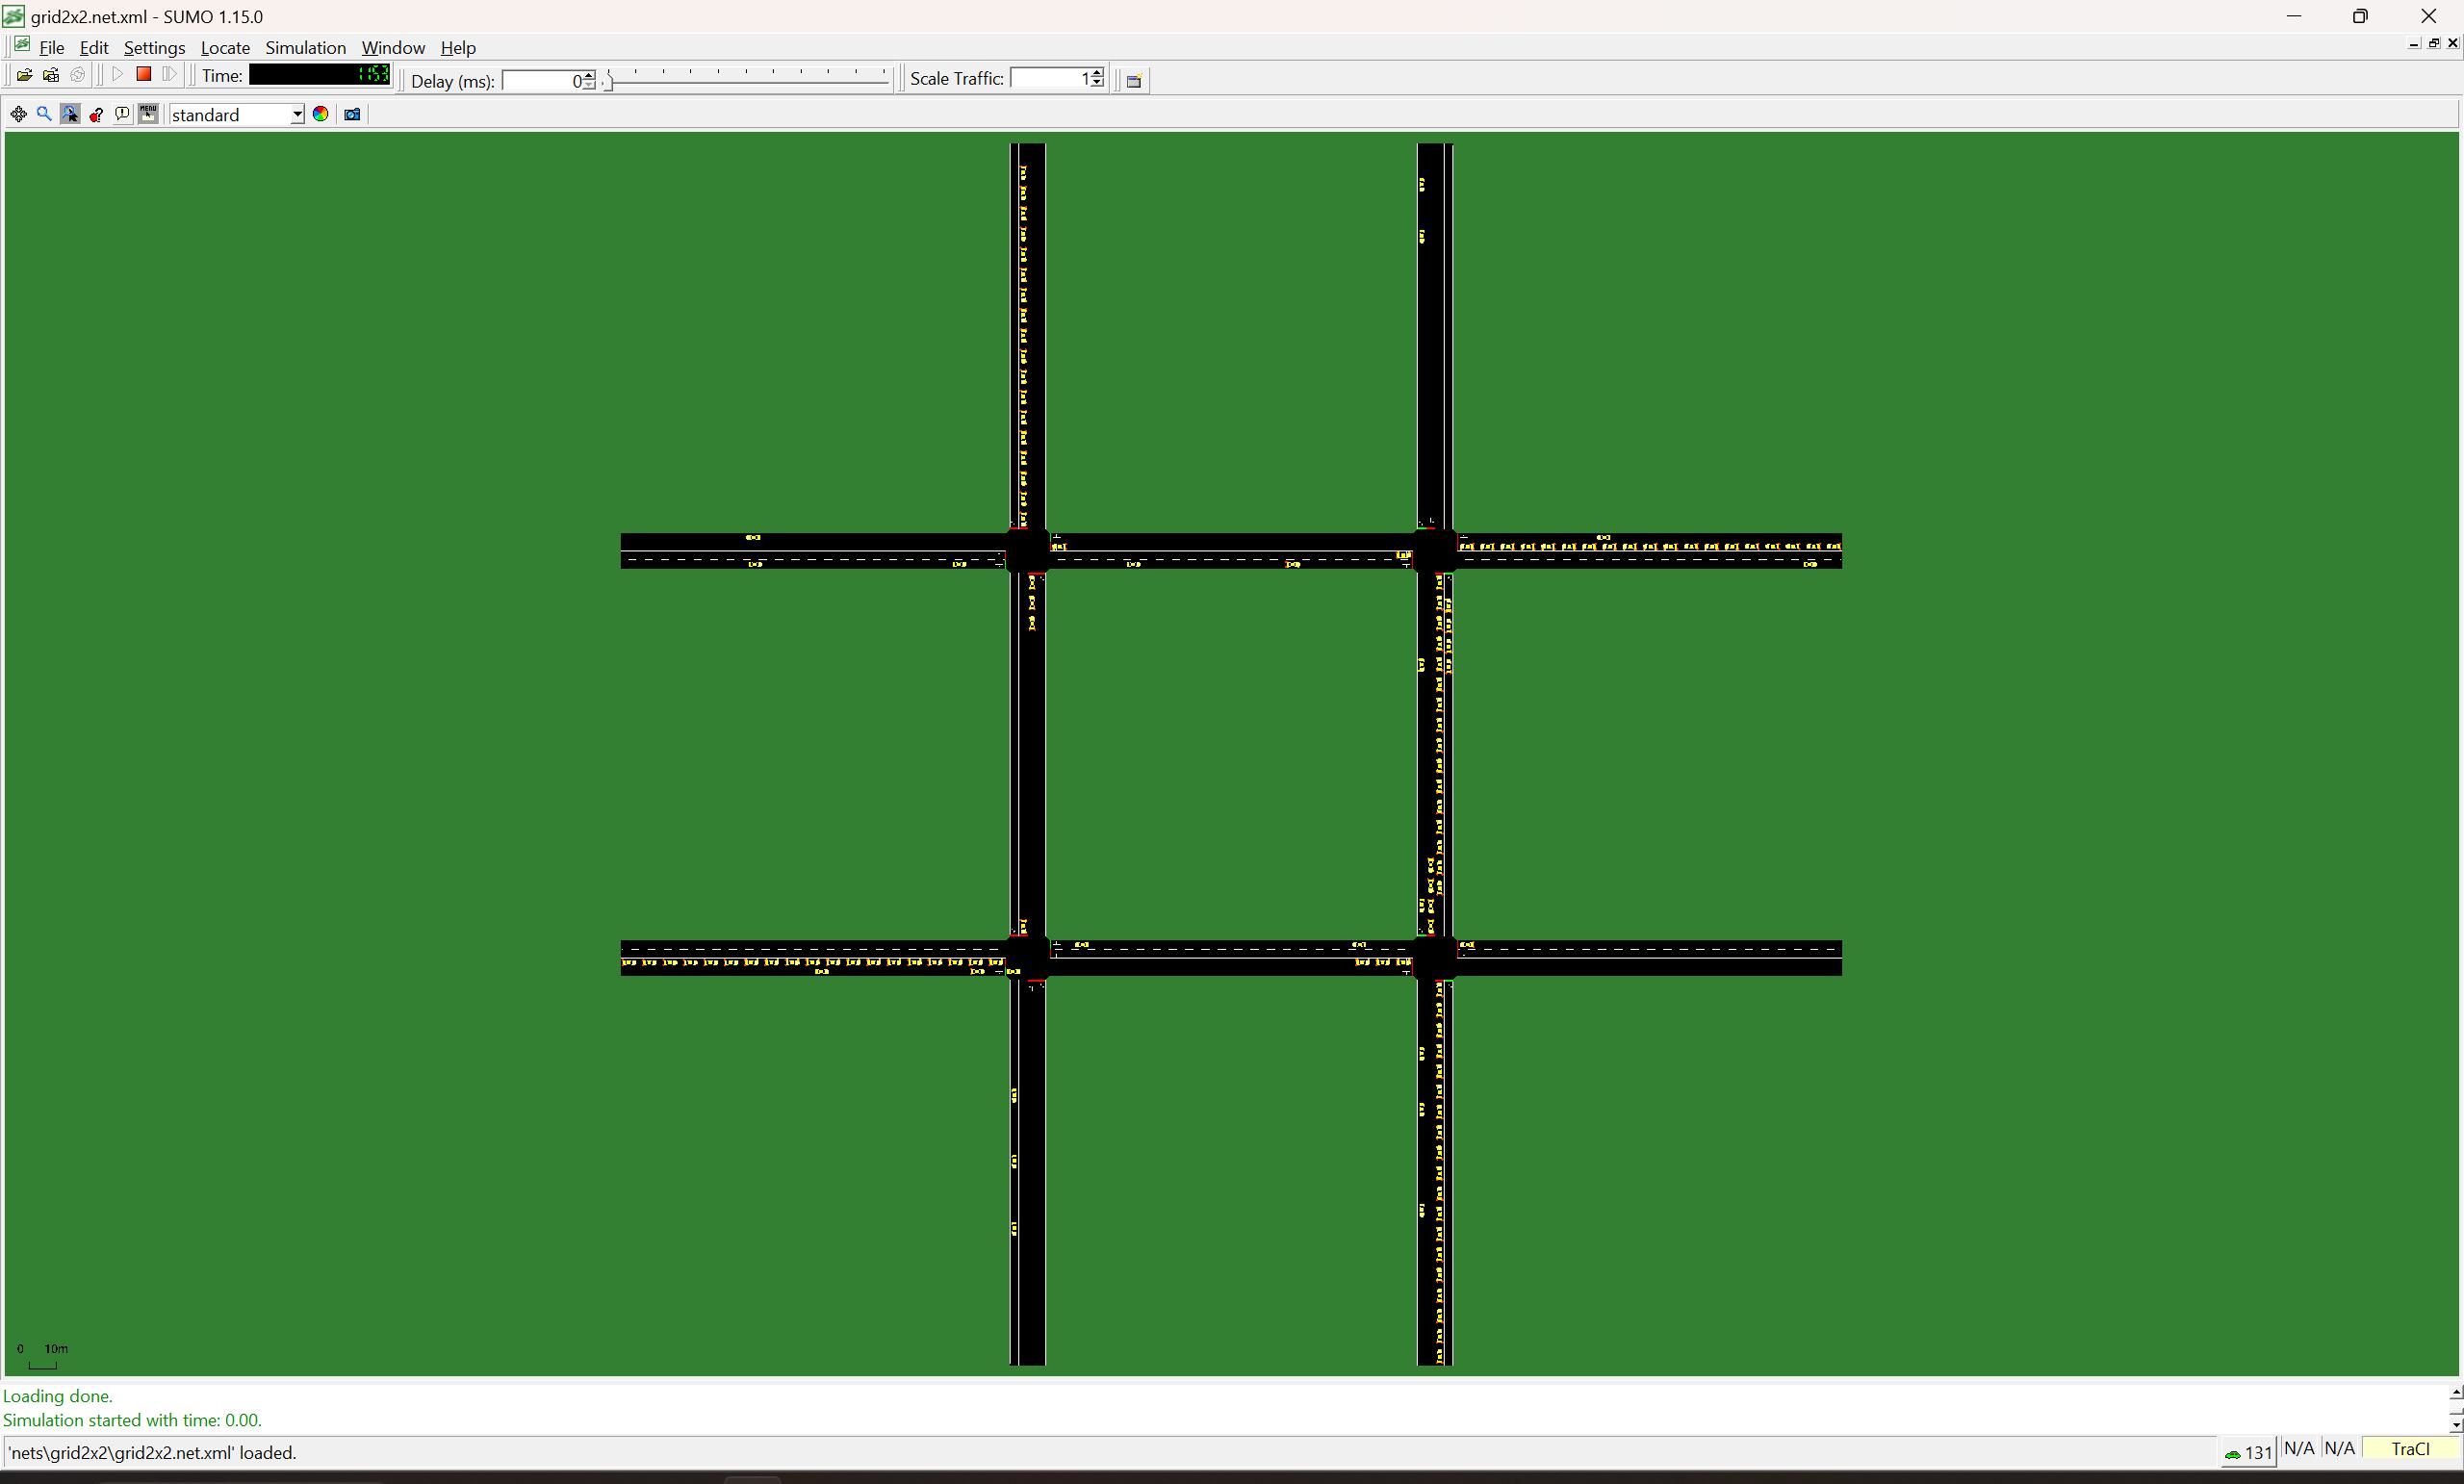 grid2x2.net.xml - SUMO 1.15.0
File Edit Settings Locate Simulation Window Help
Time: 1153 Delay (ms): 0 Scale Traffic: 1
MENU standard
0 10m
Loading done.
Simulation started with time: 0.00.
'nets\grid2x2\grid2x2.net.xml' loaded. 131 N/A N/A TraCI